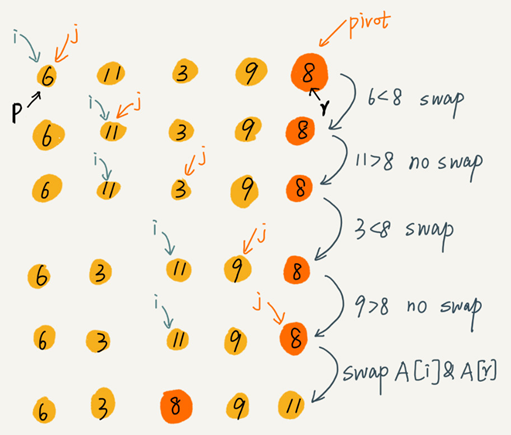 i j pivot
6 11 3 9 8
p r 6<8 swap
i j
6 11 3 9 8
i j 11>8 no swap
6 11 3 9 8
3<8 swap
i j
6 3 11 9 8
i j 9>8 no swap
6 3 11 9 8
swap A[i]&A[r]
6 3 8 9 11